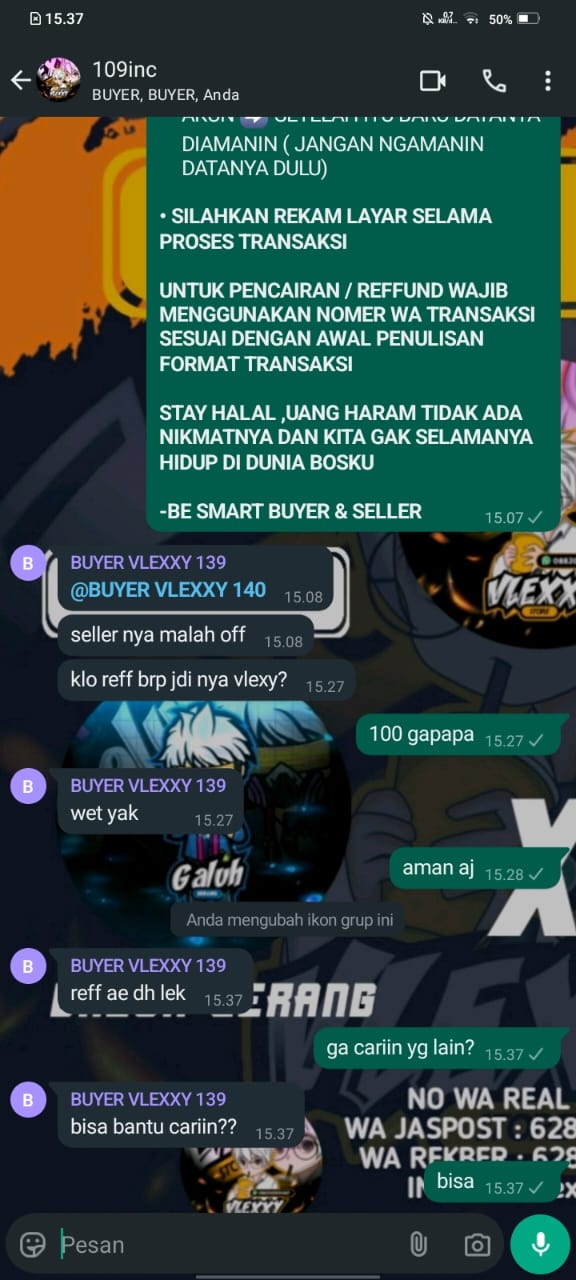 15.37
0,7
50%
109inc
BUYER, BUYER, Anda
DIAMANIN ( JANGAN NGAMANIN
DATANYA DULU)
• SILAHKAN REKAM LAYAR SELAMA
PROSES TRANSAKSI
UNTUK PENCAIRAN / REFFUND WAJIB
MENGGUNAKAN NOMER WA TRANSAKSI
SESUAI DENGAN AWAL PENULISAN
FORMAT TRANSAKSI
STAY HALAL ,UANG HARAM TIDAK ADA
NIKMATNYA DAN KITA GAK SELAMANYA
HIDUP DI DUNIA BOSKU
-BE SMART BUYER & SELLER
15.07
B
BUYER VLEXXY 139
@BUYER VLEXXY 140
15.08
seller nya malah off
15.08
klo reff brp jdi nya vlexy?
15.27
100 gapapa
15.27
B
BUYER VLEXXY 139
wet yak
15.27
Galuh
aman aj
15.28
Anda mengubah ikon grup ini
B
BUYER VLEXXY 139
reff ae dh lek
15.37
ga cariin yg lain?
15.37
B
BUYER VLEXXY 139
bisa bantu cariin??
15.37
NO WA REAL
WA JASPOST : 628
WA REKBER : 628
bisa
15.37
VLEXXY
Pesan